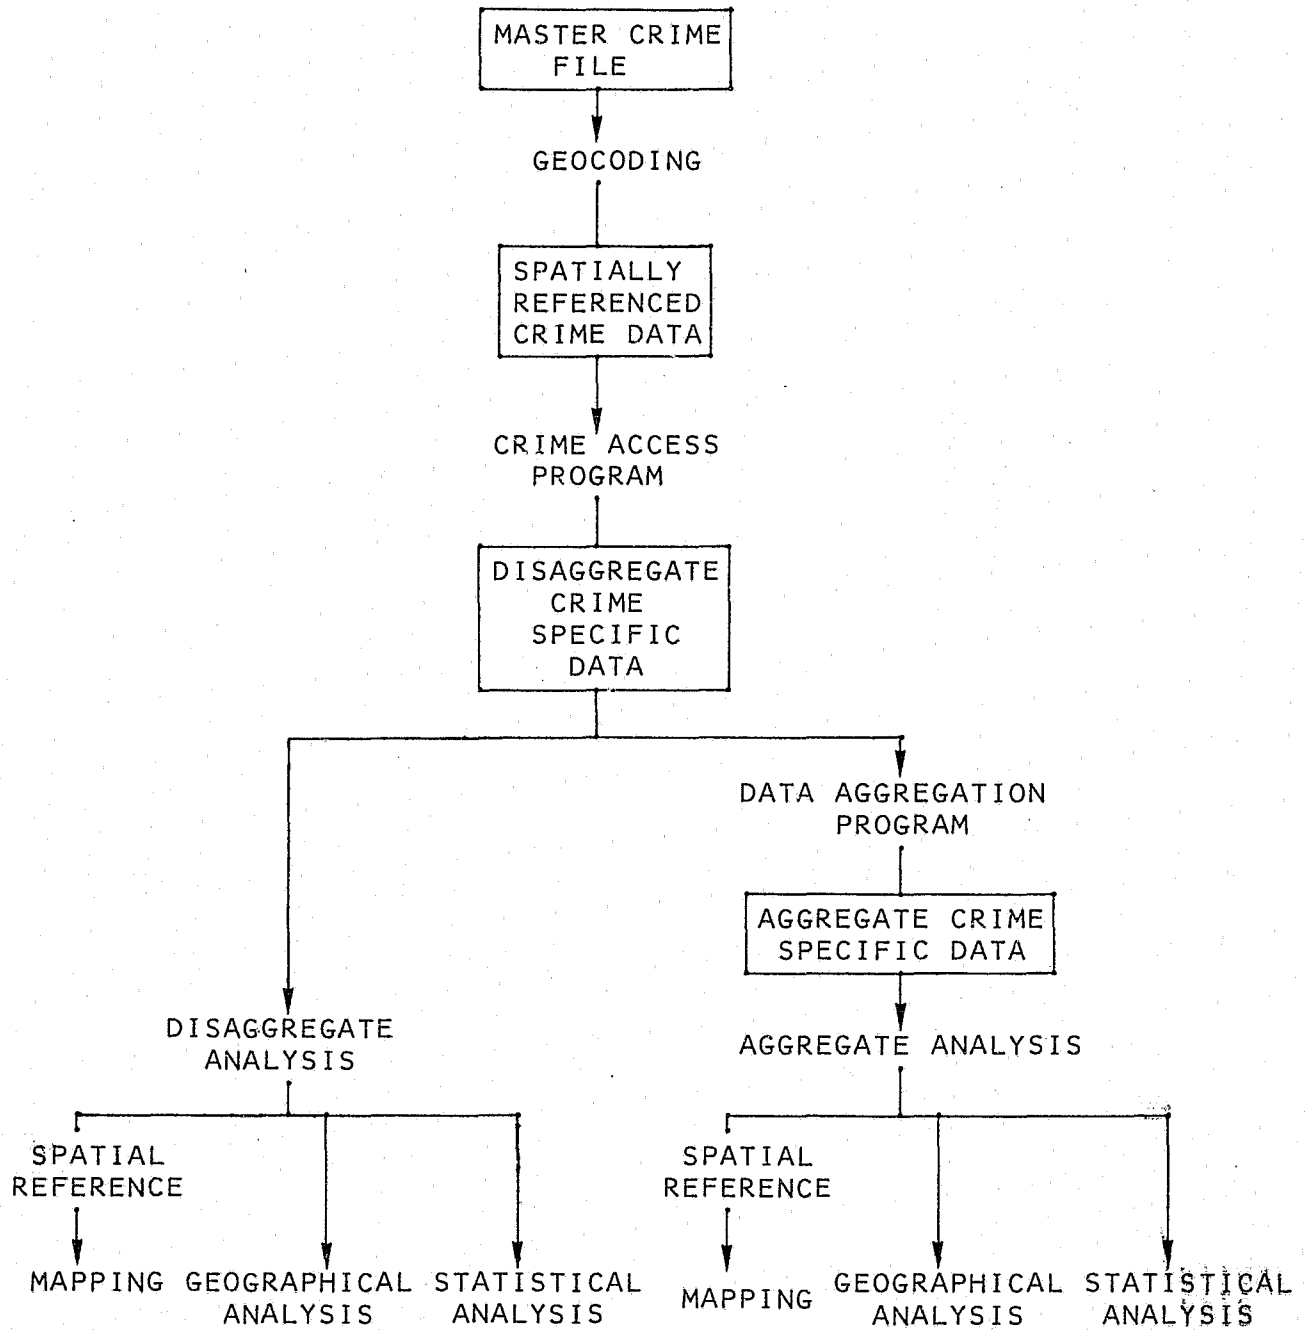 MASTER CRIME
FILE
GEOCODING
SPATIALLY
REFERENCED
CRIME DATA
CRIME ACCESS
PROGRAM
DISAGGREGATE
CRIME
SPECIFIC
DATA
DATA AGGREGATION
PROGRAM
AGGREGATE CRIME
SPECIFIC DATA
DISAGGREGATE
ANALYSIS
AGGREGATE ANALYSIS
SPATIAL
REFERENCE
MAPPING
GEOGRAPHICAL
ANALYSIS
STATISTICAL
ANALYSIS
SPATIAL
REFERENCE
MAPPING
GEOGRAPHICAL
ANALYSIS
STATISTICAL
ANALYSIS